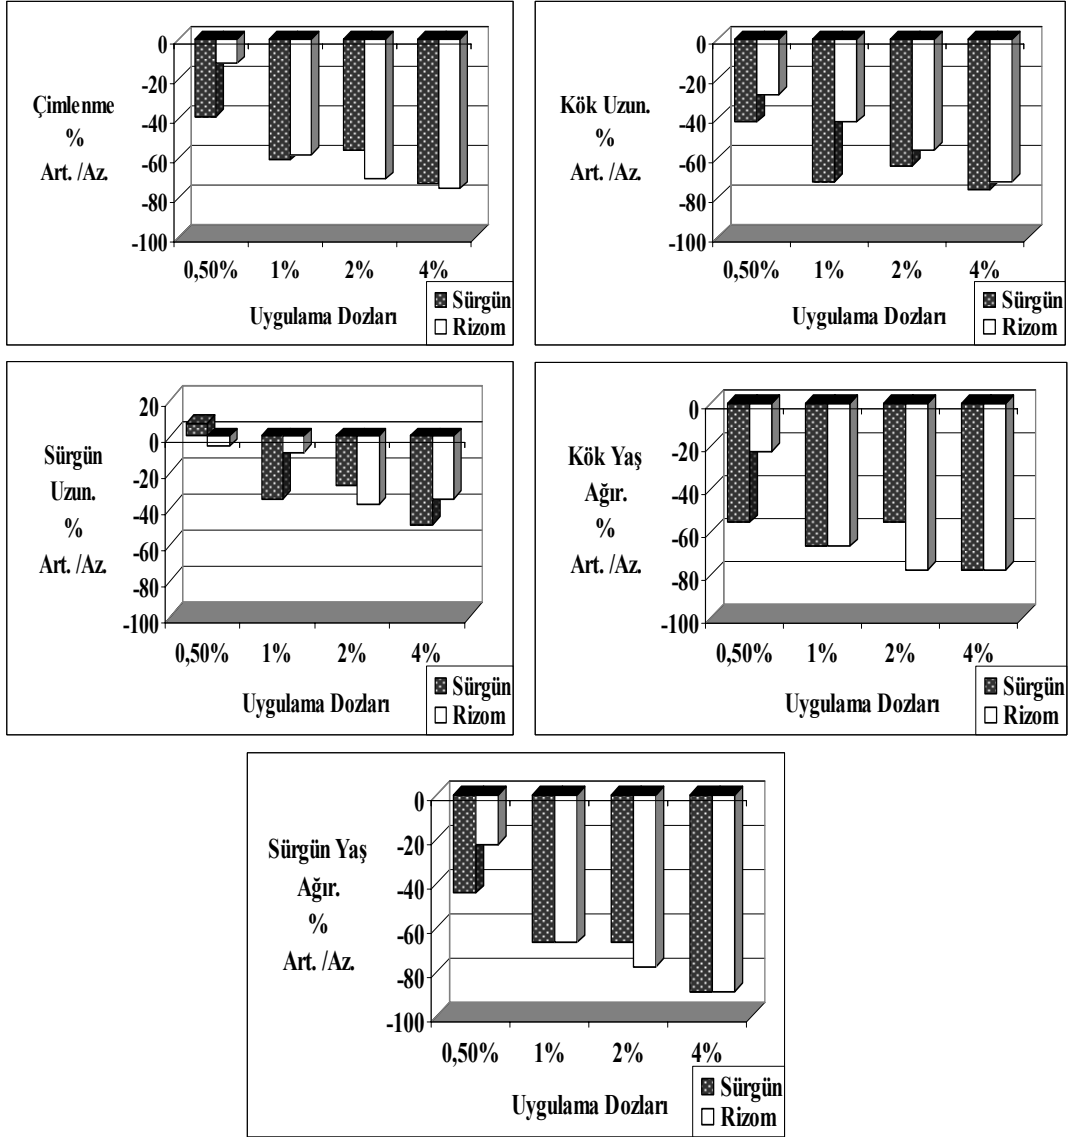 Çimlenme
%
Art. /Az.
0
-20
-40
-60
-80
-100
0,50% 1% 2% 4%
Uygulama Dozları
Sürgün
Rizom
Kök Uzun.
%
Art. /Az.
0
-20
-40
-60
-80
-100
0,50% 1% 2% 4%
Uygulama Dozları
Sürgün
Rizom
Sürgün
Uzun.
%
Art. /Az.
20
0
-20
-40
-60
-80
-100
0,50% 1% 2% 4%
Uygulama Dozları
Sürgün
Rizom
Kök Yaş
Ağır.
%
Art. /Az.
0
-20
-40
-60
-80
-100
0,50% 1% 2% 4%
Uygulama Dozları
Sürgün
Rizom
Sürgün Yaş
Ağır.
%
Art. /Az.
0
-20
-40
-60
-80
-100
0,50% 1% 2% 4%
Uygulama Dozları
Sürgün
Rizom